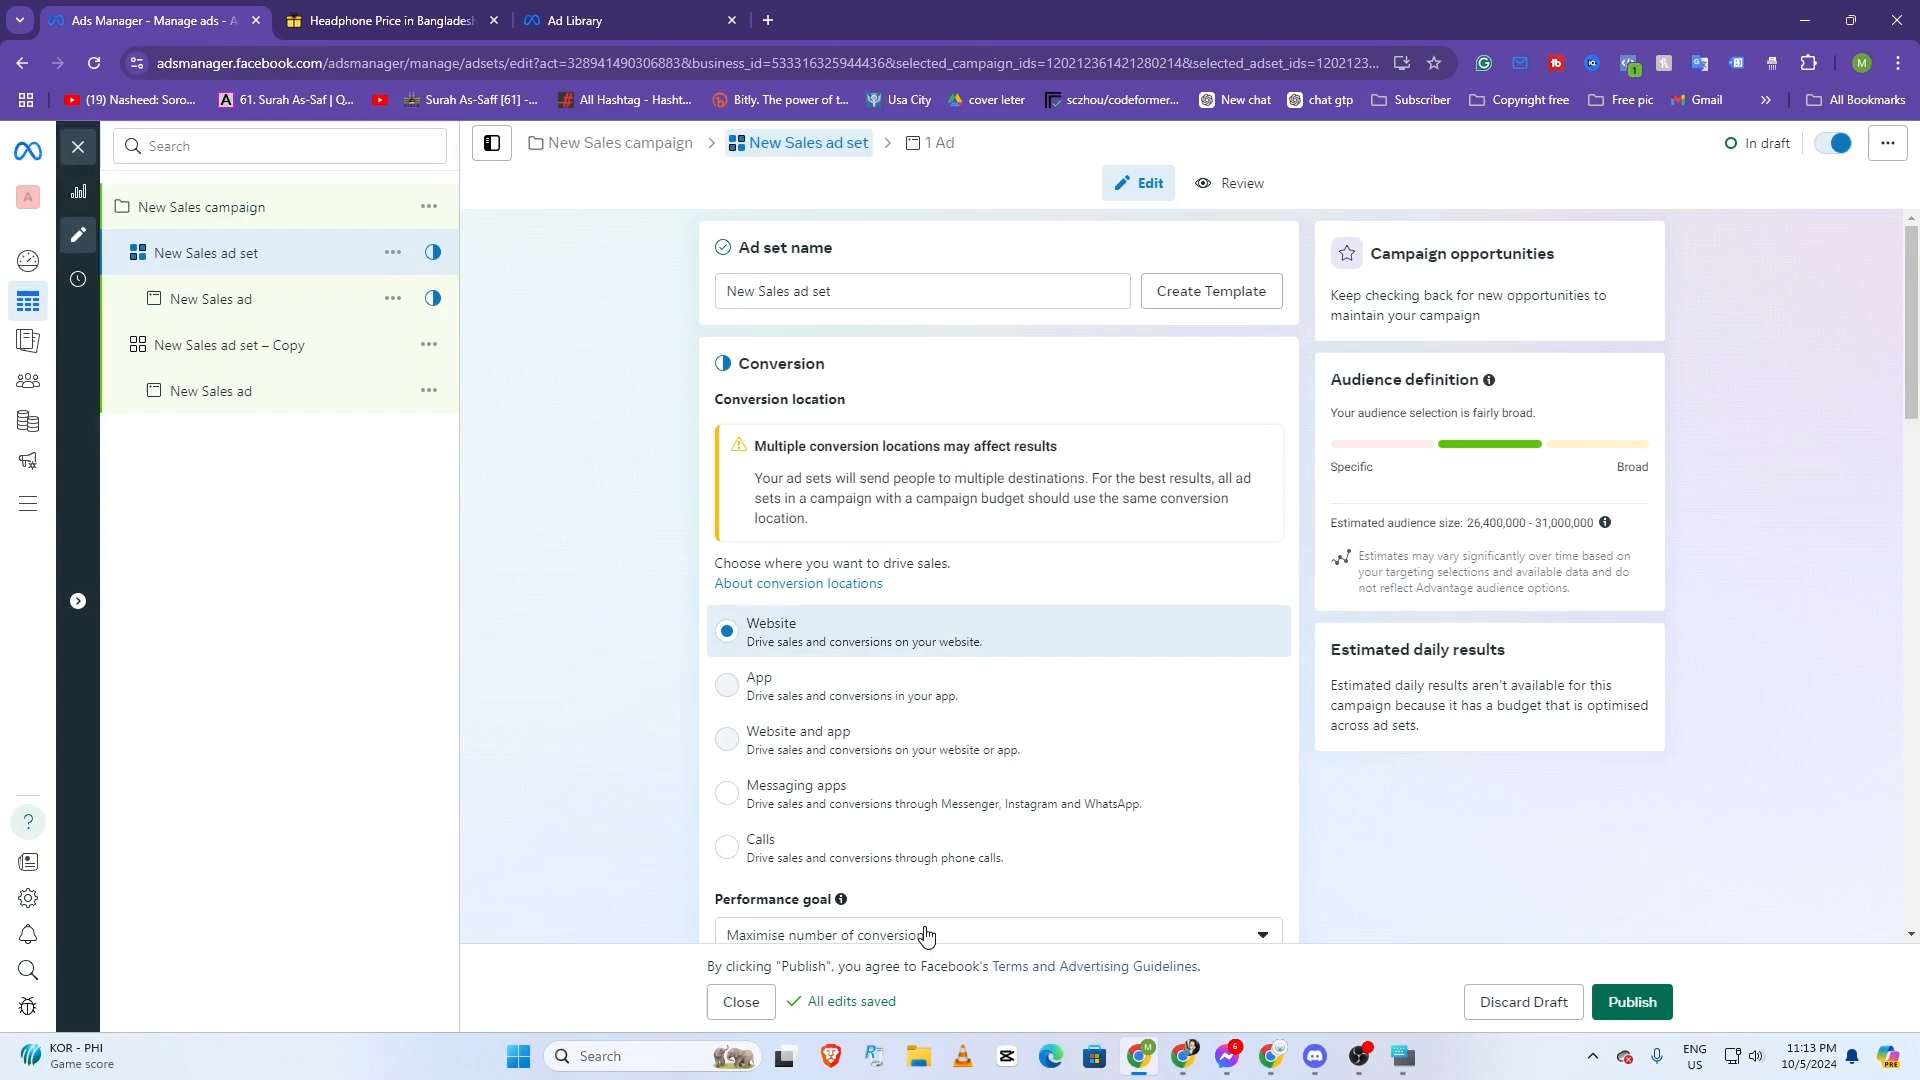 Ads Manager - Manage ads - A
Headphone Price in Bangladesh
Ad Library
adsmanager.facebook.com/adsmanager/manage/adsets/edit?act=328941490306883&business_id=533316325944436&selected_campaign_ids=120212361421280214&selected_adset_ids=1202123...
M
(19) Nasheed: Soro...
61. Surah As-Saf | Q...
Surah As-Saff [61] -...
All Hashtag - Hasht...
Bitly. The power of t...
Usa City
cover leter
sczhou/codeformer...
New chat
chat gtp
Subscriber
Copyright free
Free pic
Gmail
All Bookmarks
Search
New Sales campaign
New Sales ad set
1 Ad
In draft
Edit
Review
A
New Sales campaign
New Sales ad set
New Sales ad
New Sales ad set – Copy
New Sales ad
Ad set name
New Sales ad set
Create Template
Conversion
Conversion location
Multiple conversion locations may affect results
Your ad sets will send people to multiple destinations. For the best results, all ad
sets in a campaign with a campaign budget should use the same conversion
location.
Choose where you want to drive sales.
About conversion locations
Website
Drive sales and conversions on your website.
App
Drive sales and conversions in your app.
Website and app
Drive sales and conversions on your website or app.
Messaging apps
Drive sales and conversions through Messenger, Instagram and WhatsApp.
Calls
Drive sales and conversions through phone calls.
Performance goal
Maximise number of conversion
Campaign opportunities
Keep checking back for new opportunities to
maintain your campaign
Audience definition
Your audience selection is fairly broad.
Specific
Broad
Estimated audience size: 26,400,000 - 31,000,000
Estimates may vary significantly over time based on
your targeting selections and available data and do
not reflect Advantage audience options.
Estimated daily results
Estimated daily results aren't available for this
campaign because it has a budget that is optimised
across ad sets.
By clicking "Publish", you agree to Facebook's Terms and Advertising Guidelines.
Close
All edits saved
Discard Draft
Publish
KOR - PHI
Game score
Search
ENG
US
11:13 PM
10/5/2024